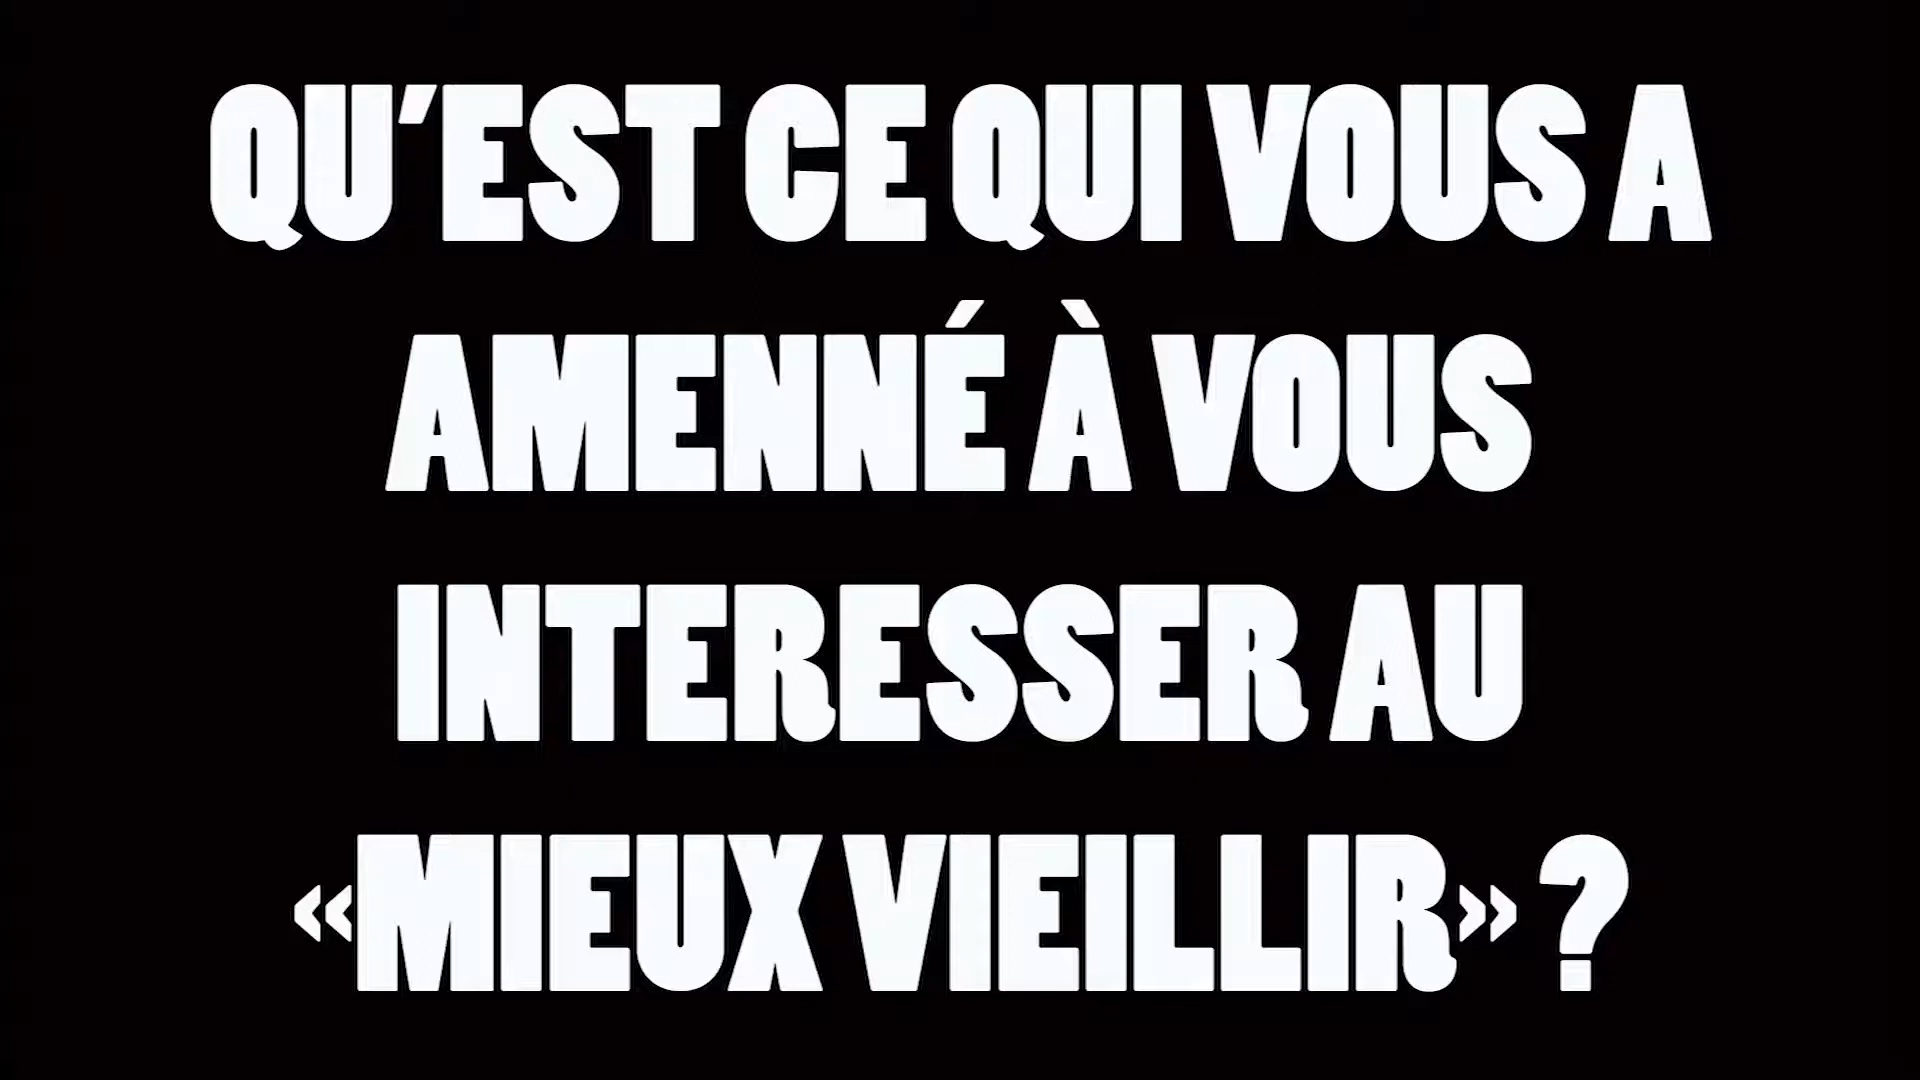 QU'EST CE QUI VOUS A
AMENNÉ À VOUS
INTERESSER AU
«MIEUX VIEILLIR» ?